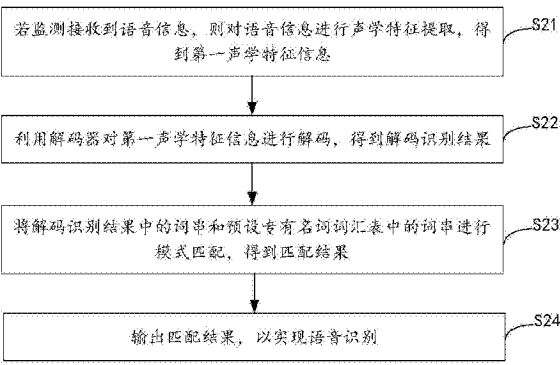 若监测接收到语音信息，则对语音信息进行声学特征提取，得
到第一声学特征信息
S21
利用解码器对第一声学特征信息进行解码，得到解码识别结果
S22
将解码识别结果中的词串和预设专有名词词汇表中的词串进行
模式匹配，得到匹配结果
S23
输出匹配结果，以实现语音识别
S24